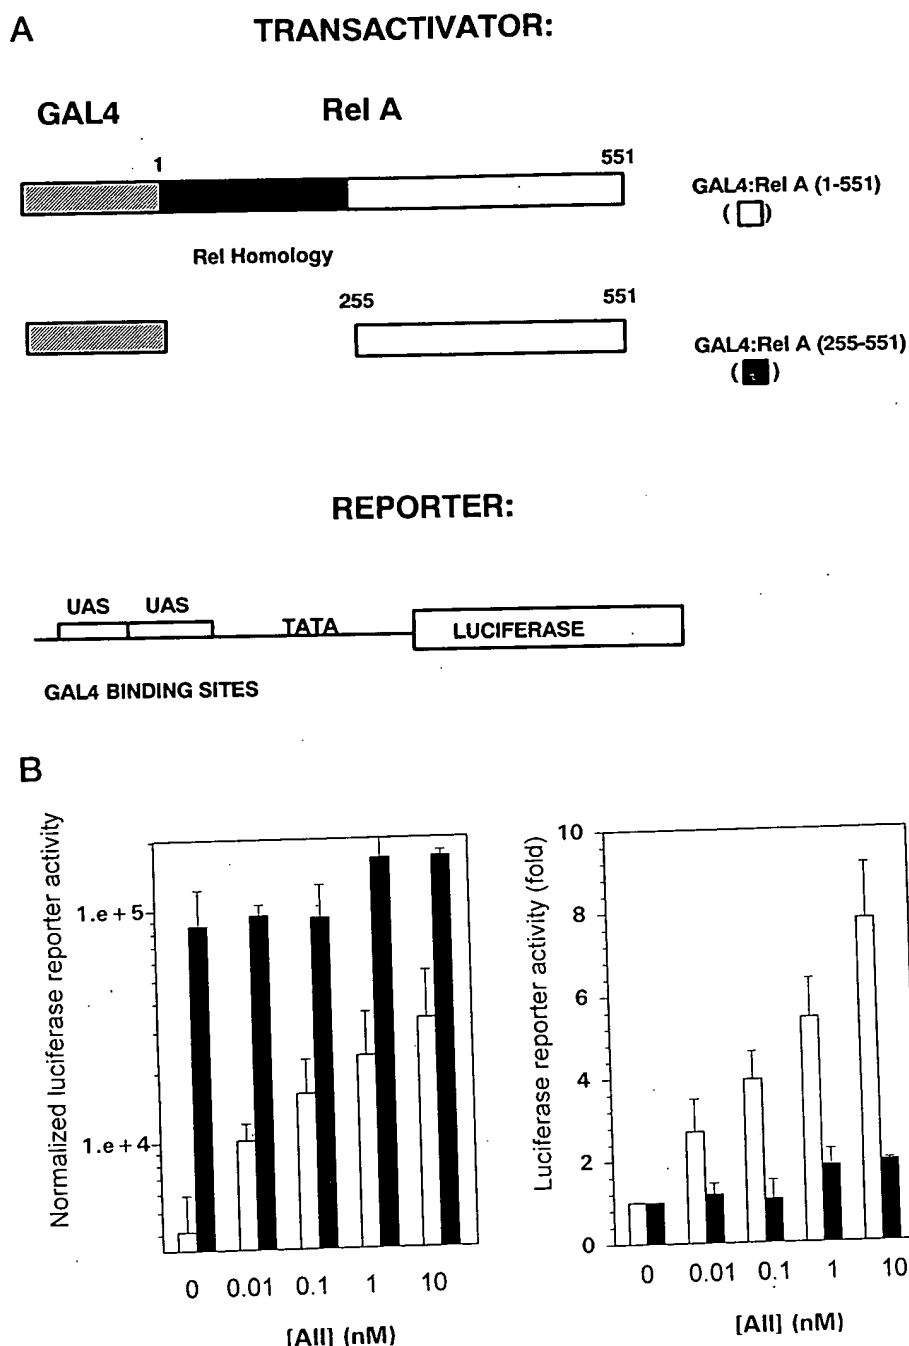 A
TRANSACTIVATOR:
GAL4
Rel A
1
551
GAL4:Rel A (1-551)
( )
Rel Homology
255
551
GAL4:Rel A (255-551)
( )
REPORTER:
UAS UAS
TATA
LUCIFERASE
GAL4 BINDING SITES
B
Normalized luciferase reporter activity
1.e+5
1.e+4
0 0.01 0.1 1 10
[AII] (nM)
Luciferase reporter activity (fold)
10
8
6
4
2
0
0 0.01 0.1 1 10
[AII] (nM)